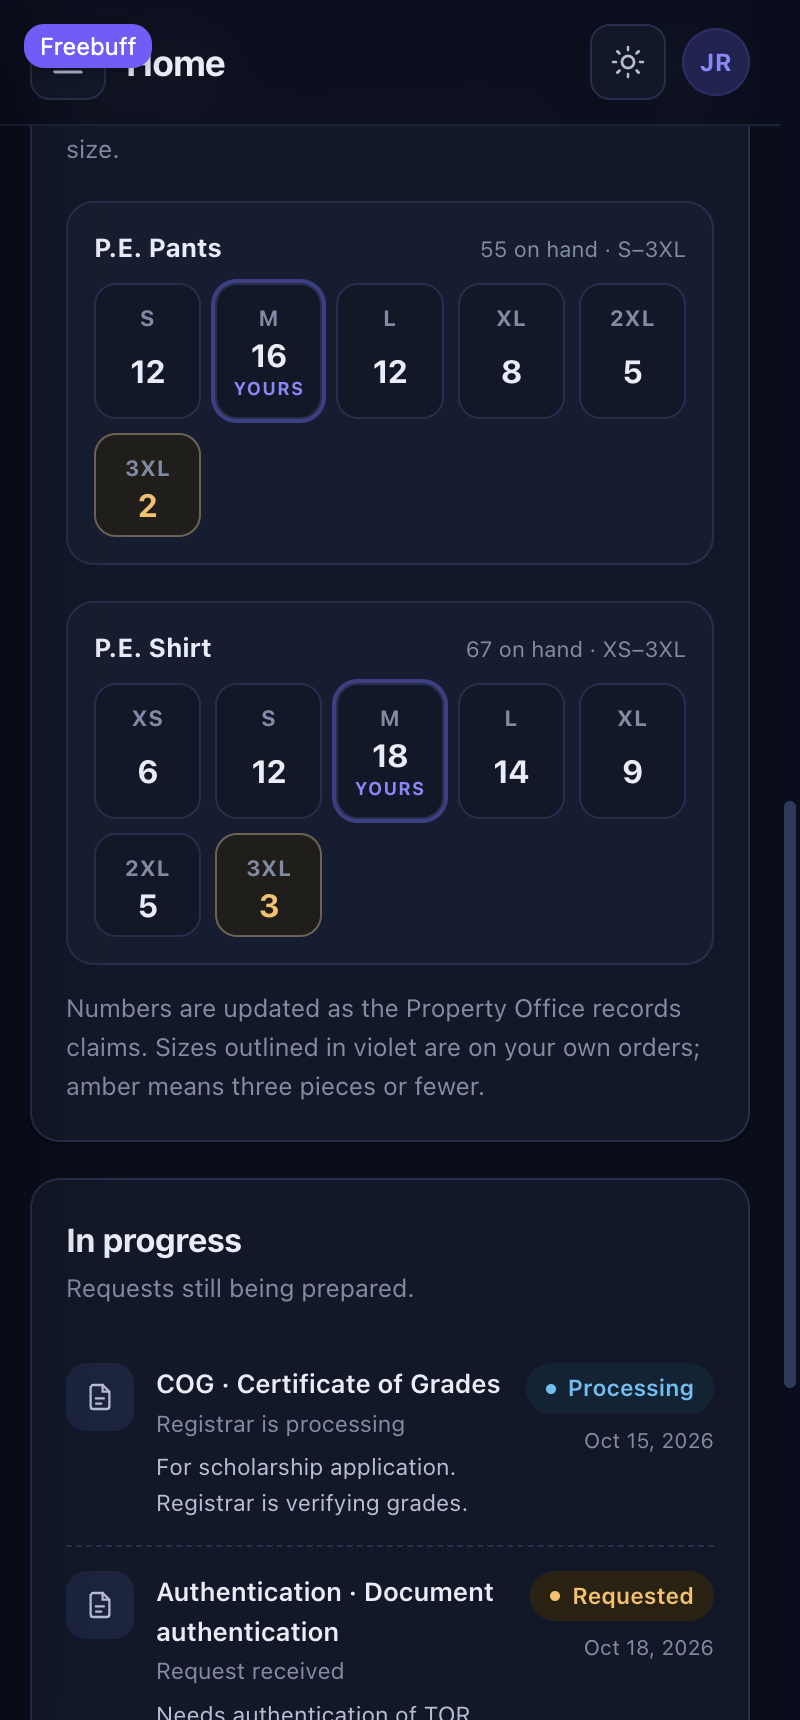 Freebuff
Home
JR
size.
P.E. Pants
55 on hand · S–3XL
S
M
L
XL
2XL
12
16
12
8
5
YOURS
3XL
2
P.E. Shirt
67 on hand · XS–3XL
XS
S
M
L
XL
6
12
18
14
9
YOURS
2XL
3XL
5
3
Numbers are updated as the Property Office records
claims. Sizes outlined in violet are on your own orders;
amber means three pieces or fewer.
In progress
Requests still being prepared.
COG · Certificate of Grades
Processing
Registrar is processing
Oct 15, 2026
For scholarship application.
Registrar is verifying grades.
Authentication · Document
authentication
Requested
Oct 18, 2026
Request received
Needs authentication of TOR